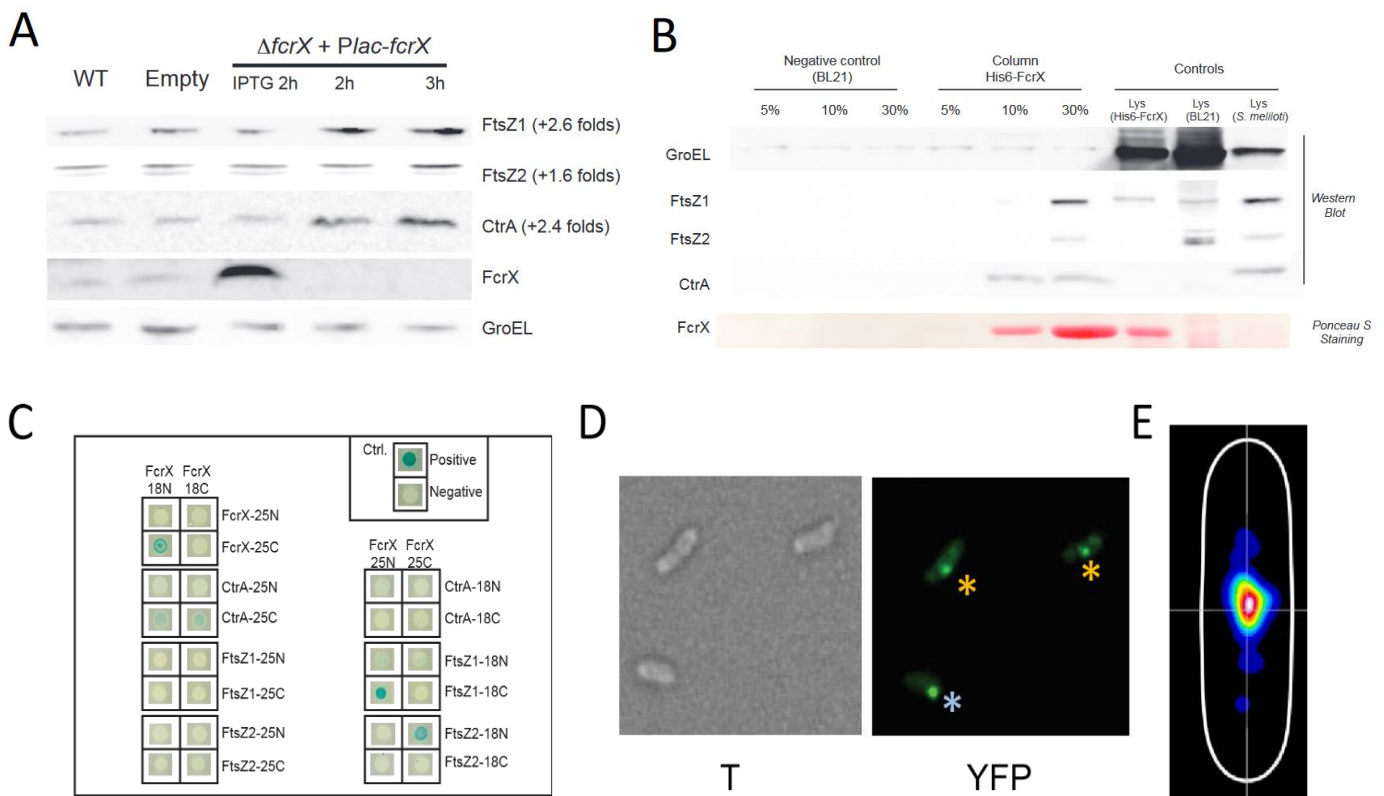 A
ΔfcrX + Plac-fcrX
WT Empty IPTG 2h 2h 3h
FtsZ1 (+2.6 folds)
FtsZ2 (+1.6 folds)
CtrA (+2.4 folds)
FcrX
GroEL
B
Negative control
(BL21)
Column
His6-FcrX
Controls
5% 10% 30% 5% 10% 30%
Lys
(His6-FcrX)
Lys
(BL21)
Lys
(S. meliloti)
GroEL
FtsZ1
FtsZ2
CtrA
Western
Blot
FcrX
Ponceau S
Staining
C
Ctrl.
Positive
Negative
FcrX
18N
FcrX
18C
FcrX-25N
FcrX-25C
CtrA-25N
CtrA-25C
FtsZ1-25N
FtsZ1-25C
FtsZ2-25N
FtsZ2-25C
FcrX
25N
FcrX
25C
CtrA-18N
CtrA-18C
FtsZ1-18N
FtsZ1-18C
FtsZ2-18N
FtsZ2-18C
D
*
*
*
T
YFP
E